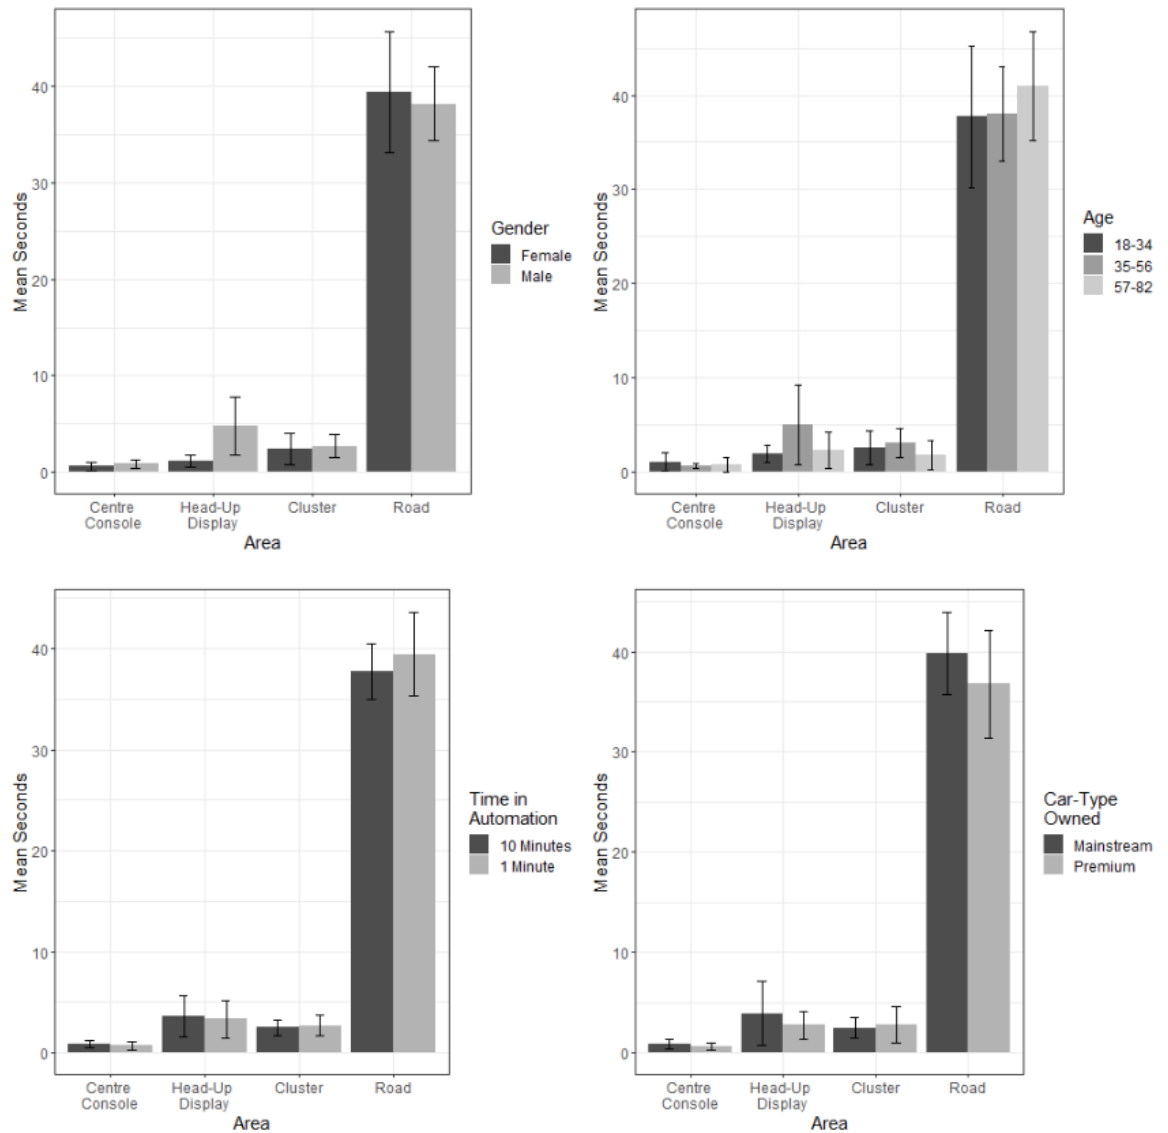 Mean Seconds
40
30
20
10
0
Centre
Console
Head-Up
Display
Cluster
Road
Area
Gender
Female
Male
Mean Seconds
40
30
20
10
0
Centre
Console
Head-Up
Display
Cluster
Road
Area
Age
18-34
35-56
57-82
Mean Seconds
40
30
20
10
0
Centre
Console
Head-Up
Display
Cluster
Road
Area
Time in
Automation
10 Minutes
1 Minute
Mean Seconds
40
30
20
10
0
Centre
Console
Head-Up
Display
Cluster
Road
Area
Car-Type
Owned
Mainstream
Premium